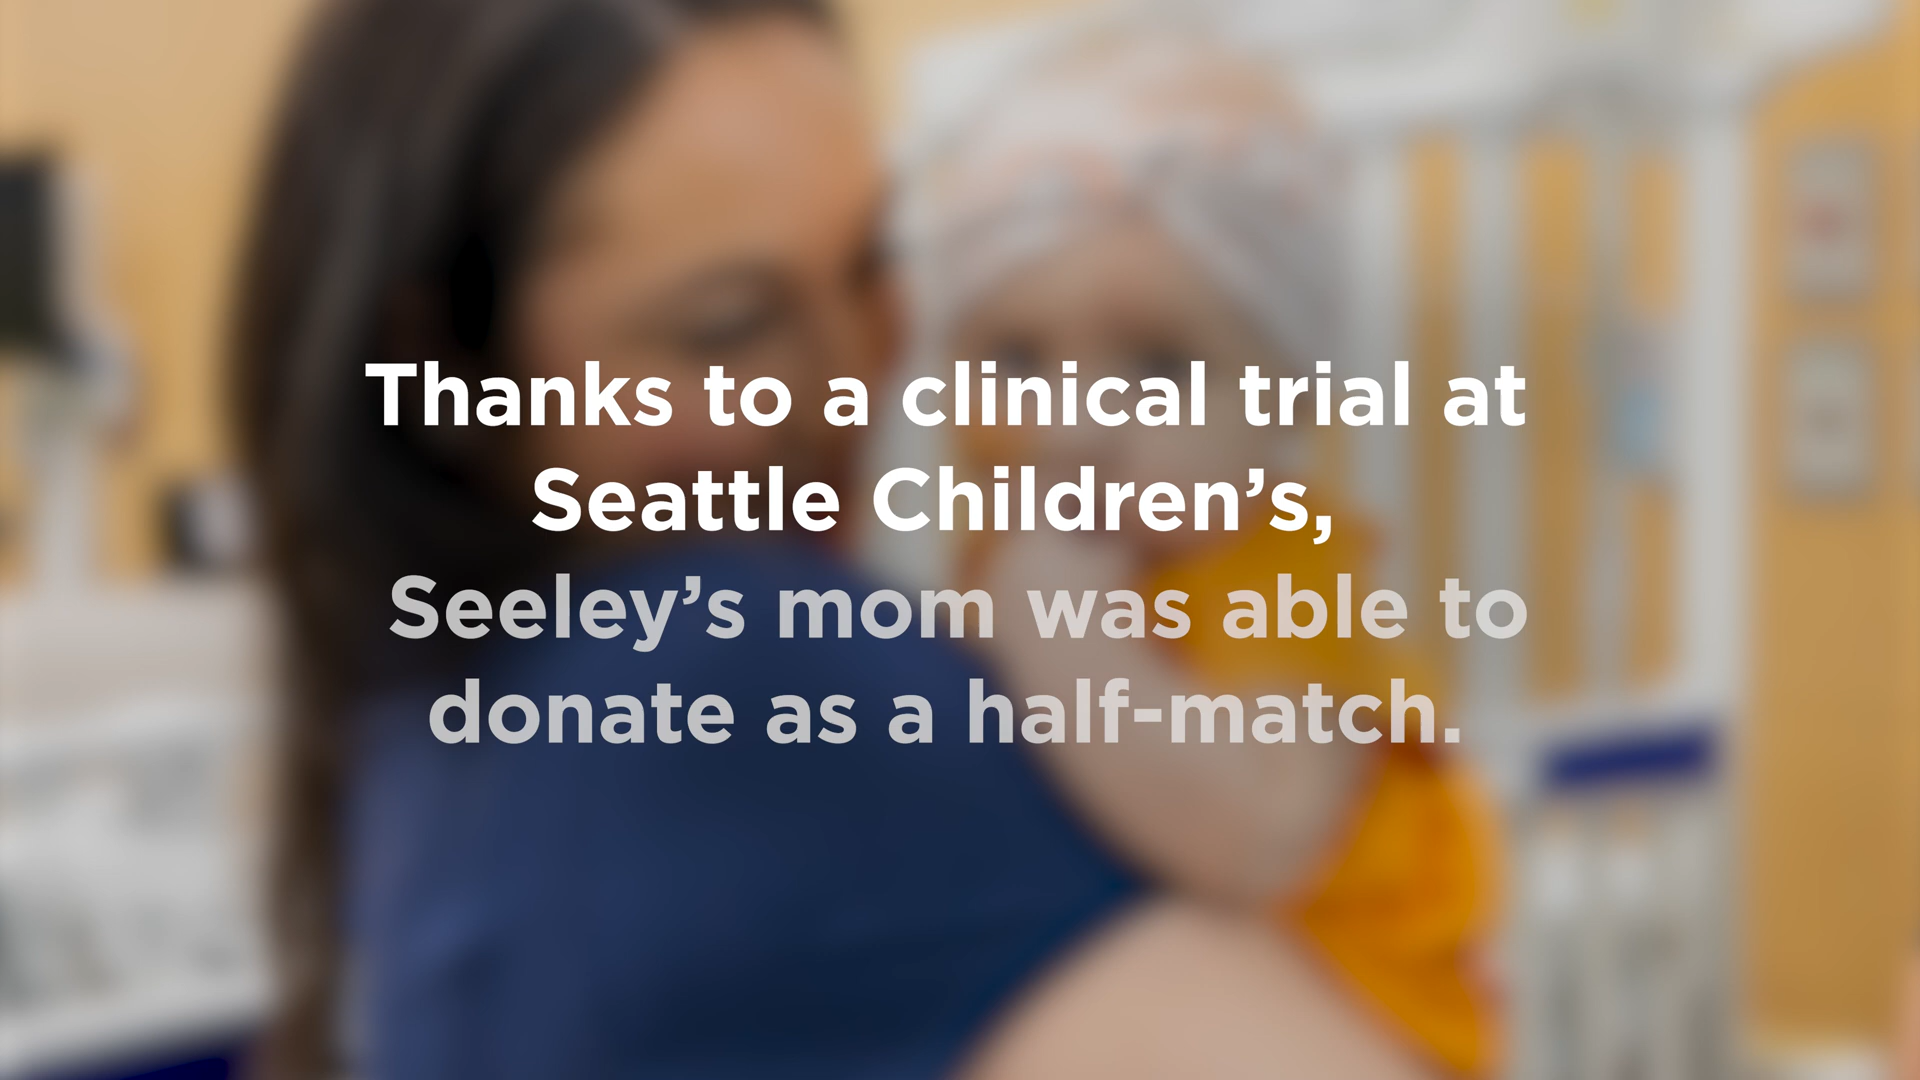 Thanks to a clinical trial at
Seattle Children’s,
Seeley’s mom was able to
donate as a half-match.